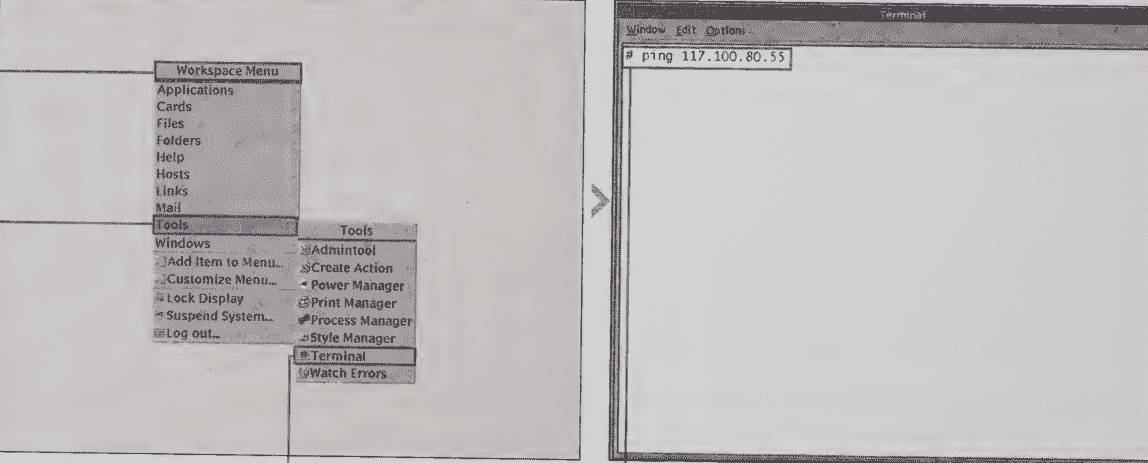 Workspace Menu
Applications
Cards
Files
Folders
Help
Hosts
Links
Mail
Tools
Windows
Add Item to Menu...
Customize Menu...
Lock Display
Suspend System...
Log out...
Tools
Admintool
Create Action
Power Manager
Print Manager
Process Manager
Style Manager
Terminal
Watch Errors
Terminal
Window Edit Options
# ping 117.100.80.55